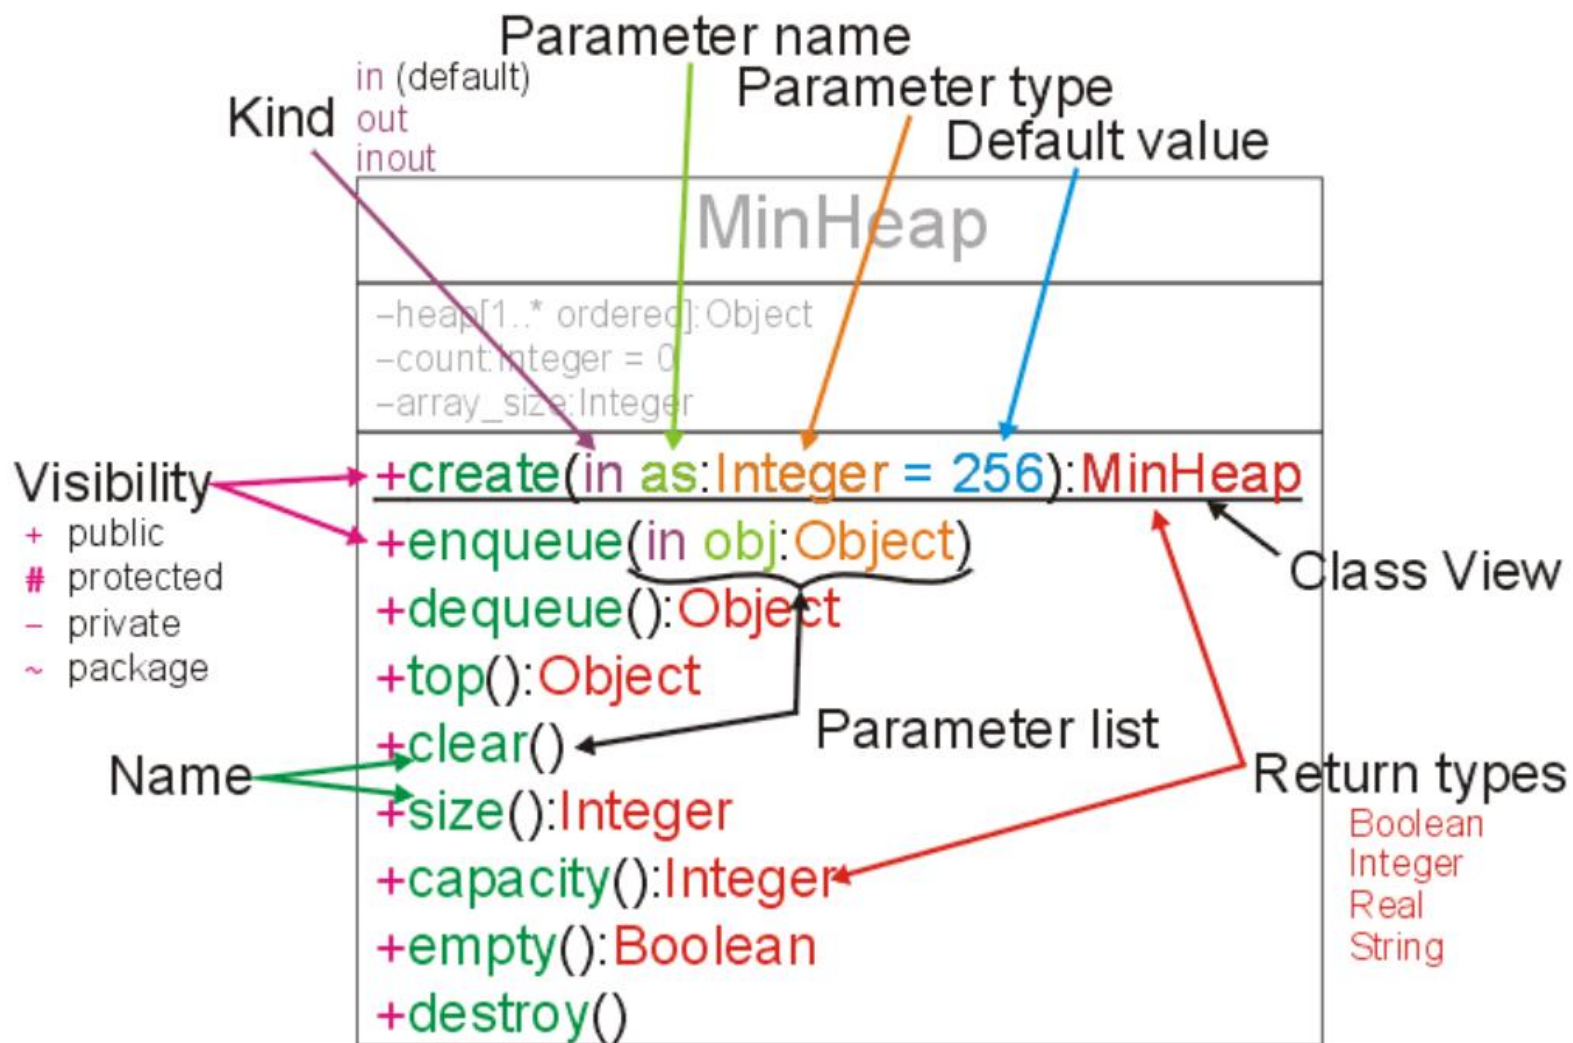 Parameter name
in (default)
Parameter type
Kind out
Default value
inout
MinHeap
–heap[1..* ordered]:Object
–count:Integer = 0
–array_size:Integer
+create(in as:Integer = 256):MinHeap
Visibility
+ public
# protected
– private
~ package
+enqueue(in obj:Object)
Class View
+dequeue():Object
+top():Object
Parameter list
+clear()
Name
Return types
Boolean
Integer
Real
String
+size():Integer
+capacity():Integer
+empty():Boolean
+destroy()